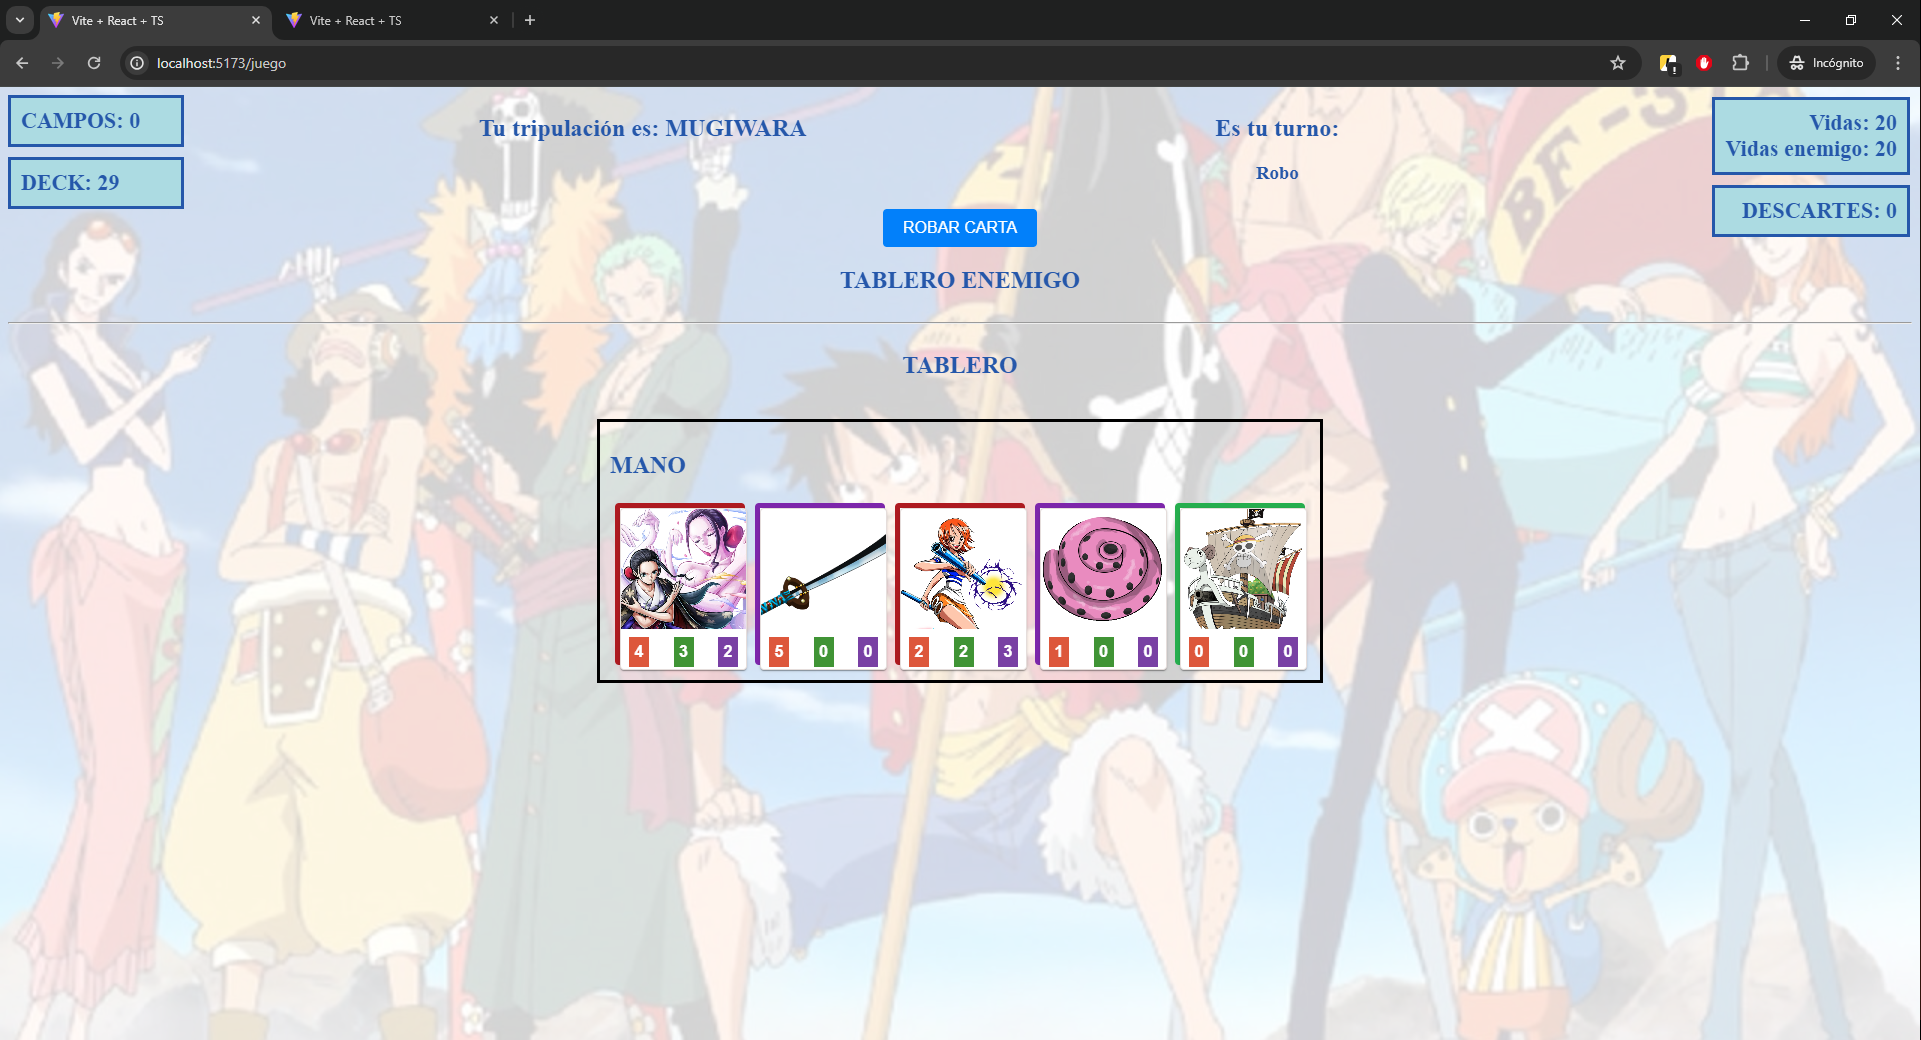 Vite + React + TS
Vite + React + TS
localhost:5173/juego
Incógnito
CAMPOS: 0
DECK: 29
Tu tripulación es: MUGIWARA
Es tu turno:
Robo
Vidas: 20
Vidas enemigo: 20
DESCARTES: 0
ROBAR CARTA
TABLERO ENEMIGO
TABLERO
MANO
4 3 2
5 0 0
2 2 3
1 0 0
0 0 0
BF-3